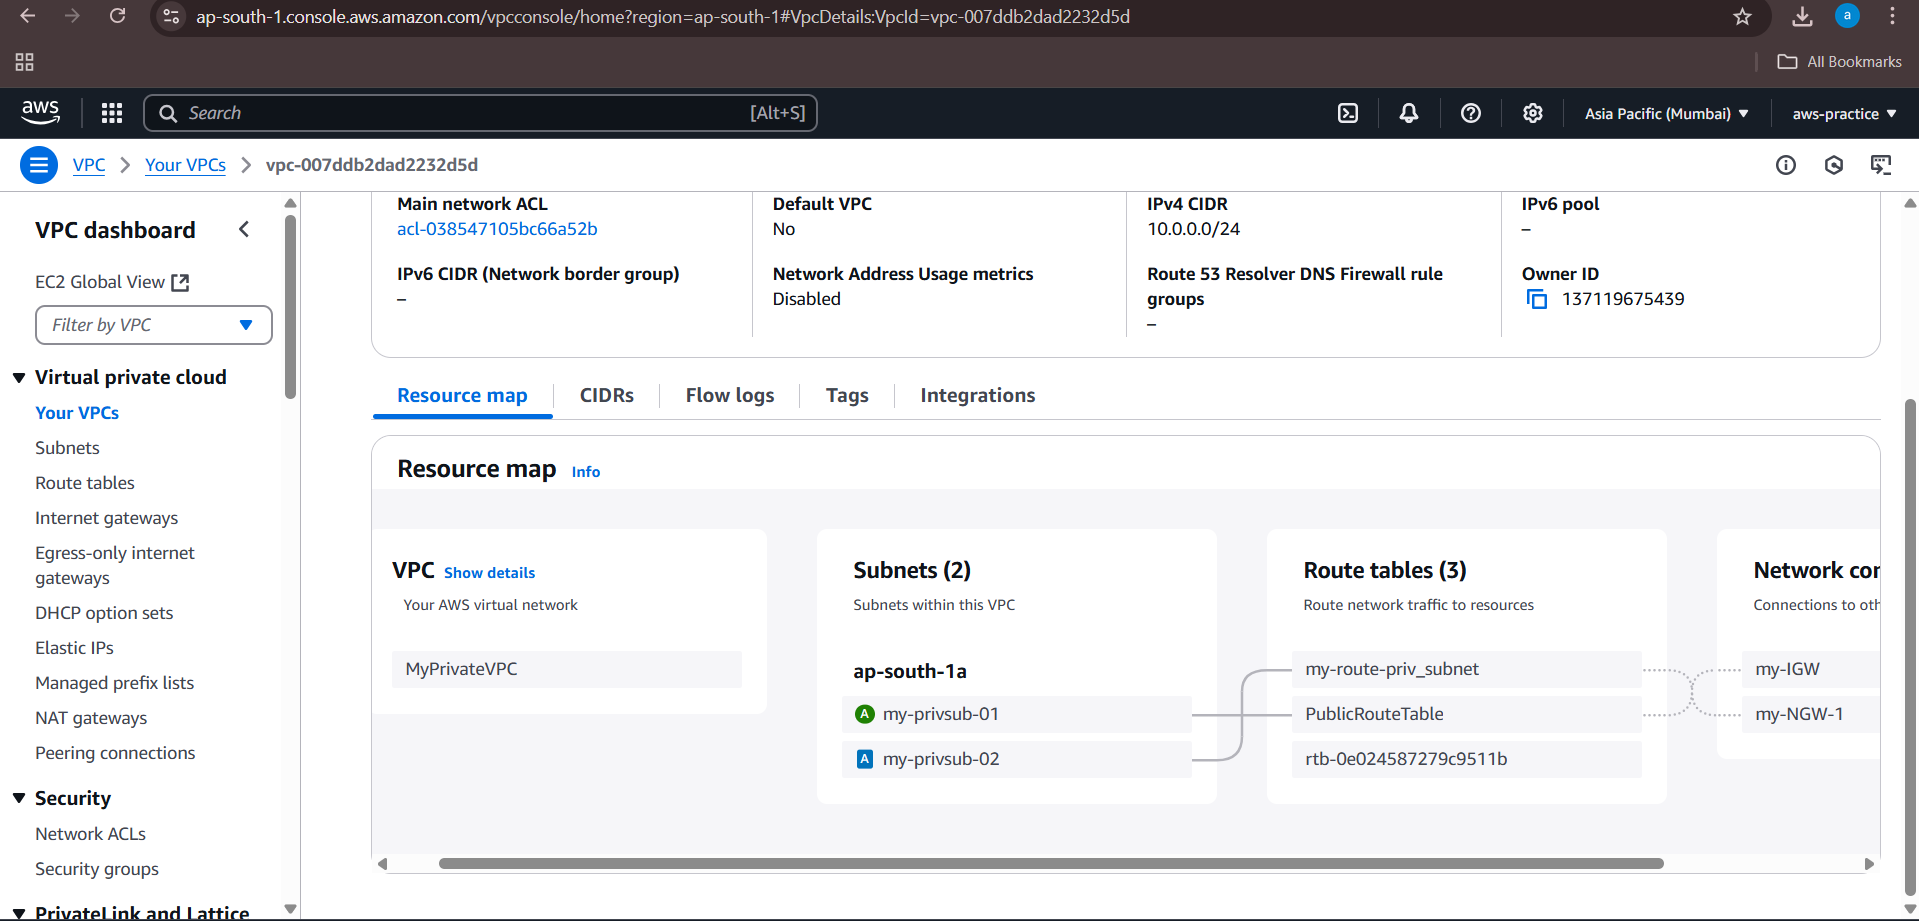 ap-south-1.console.aws.amazon.com/vpcconsole/home?region=ap-south-1#VpcDetails:VpcId=vpc-007ddb2dad2232d5d
a
All Bookmarks
aws
Search
[Alt+S]
Asia Pacific (Mumbai)
aws-practice
VPC
Your VPCs
vpc-007ddb2dad2232d5d
VPC dashboard
EC2 Global View
Filter by VPC
Virtual private cloud
Your VPCs
Subnets
Route tables
Internet gateways
Egress-only internet
gateways
DHCP option sets
Elastic IPs
Managed prefix lists
NAT gateways
Peering connections
Security
Network ACLs
Security groups
PrivateLink and Lattice
Main network ACL
acl-038547105bc66a52b
Default VPC
No
IPv4 CIDR
10.0.0.0/24
IPv6 pool
–
IPv6 CIDR (Network border group)
–
Network Address Usage metrics
Disabled
Route 53 Resolver DNS Firewall rule
groups
–
Owner ID
137119675439
Resource map
CIDRs
Flow logs
Tags
Integrations
Resource map Info
VPC Show details
Your AWS virtual network
MyPrivateVPC
Subnets (2)
Subnets within this VPC
ap-south-1a
A my-privsub-01
A my-privsub-02
Route tables (3)
Route network traffic to resources
my-route-priv_subnet
PublicRouteTable
rtb-0e024587279c9511b
Network cor
Connections to oth
my-IGW
my-NGW-1